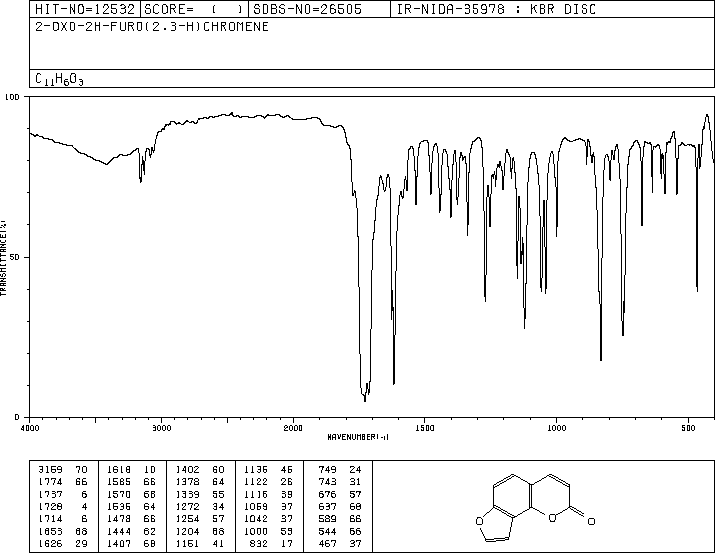 HIT-NO=12532 SCORE= ( ) SDBS-NO=26505 IR-NIDA-35978 : KBR DISC
2-OXO-2H-FURO(2,3-H)CHROMENE
C11H6O3
100
50
0
TRANSMITTANCE(%)
4000 3000 2000 1500 1000 500
WAVENUMBER(-1)
3169 70 1618 10 1402 60 1136 46 749 24
1774 66 1585 66 1378 64 1122 26 743 31
1737 6 1570 68 1339 55 1116 39 676 57
1728 4 1536 64 1272 34 1059 37 637 68
1714 6 1478 66 1254 57 1042 37 589 66
1653 68 1444 62 1204 68 1000 55 544 66
1626 29 1407 68 1151 41 832 17 467 37
O O O